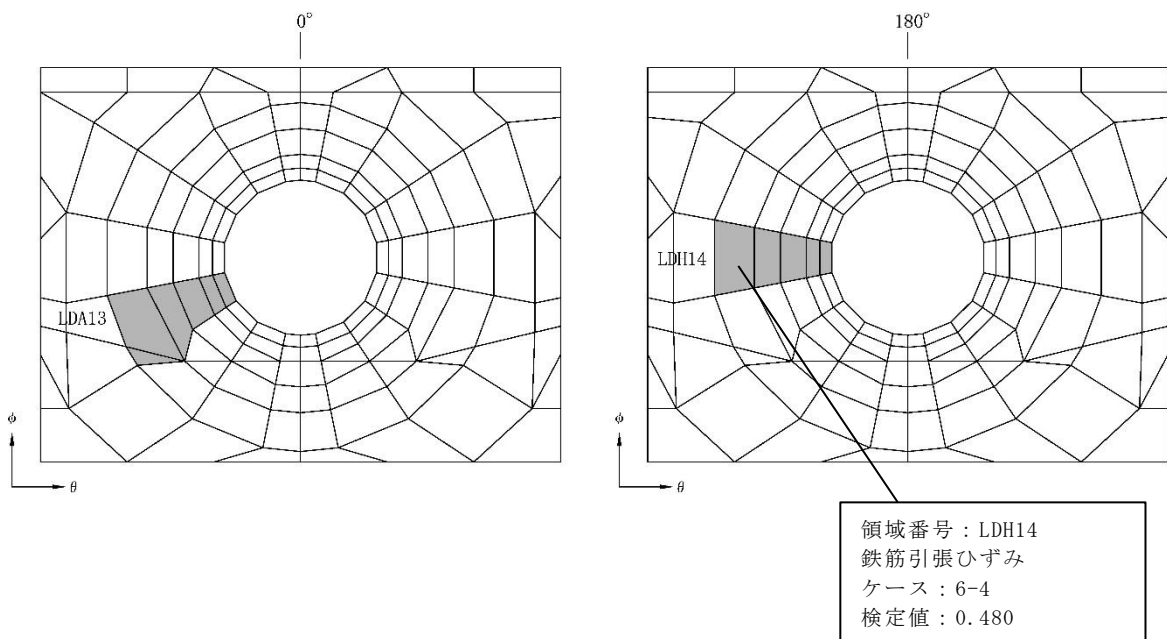 0°
180°
LDA13
LDH14
φ
θ
φ
θ
領域番号：LDH14
鉄筋引張ひずみ
ケース：6-4
検定値：0.480